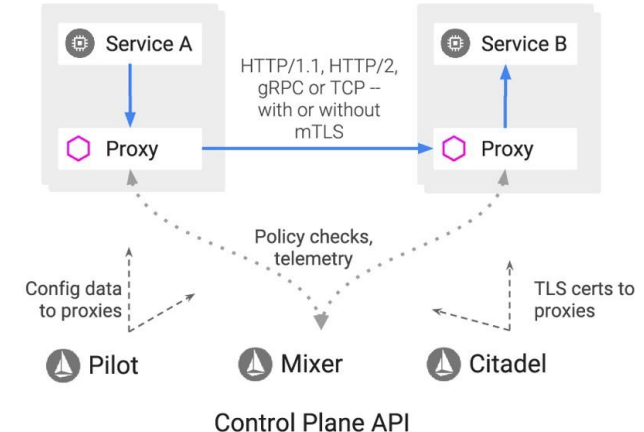 Service A
Service B
HTTP/1.1, HTTP/2,
gRPC or TCP --
with or without
mTLS
Proxy
Proxy
Policy checks,
telemetry
Config data
to proxies
TLS certs to
proxies
Pilot
Mixer
Citadel
Control Plane API